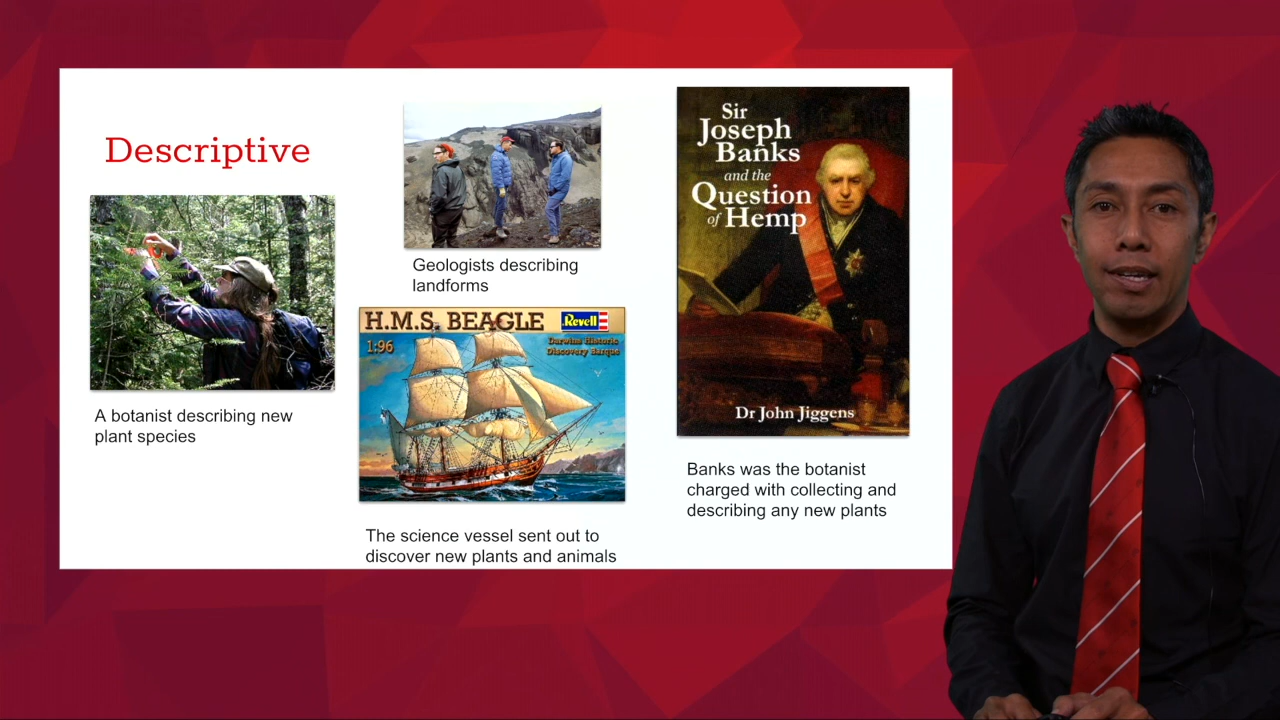 Descriptive
A botanist describing new
plant species
Geologists describing
landforms
H.M.S. BEAGLE
Revell
1:96
Darwins Historic
Discovery Barque
The science vessel sent out to
discover new plants and animals
Sir
Joseph
Banks
and the
Question
of Hemp
Dr John Jiggens
Banks was the botanist
charged with collecting and
describing any new plants